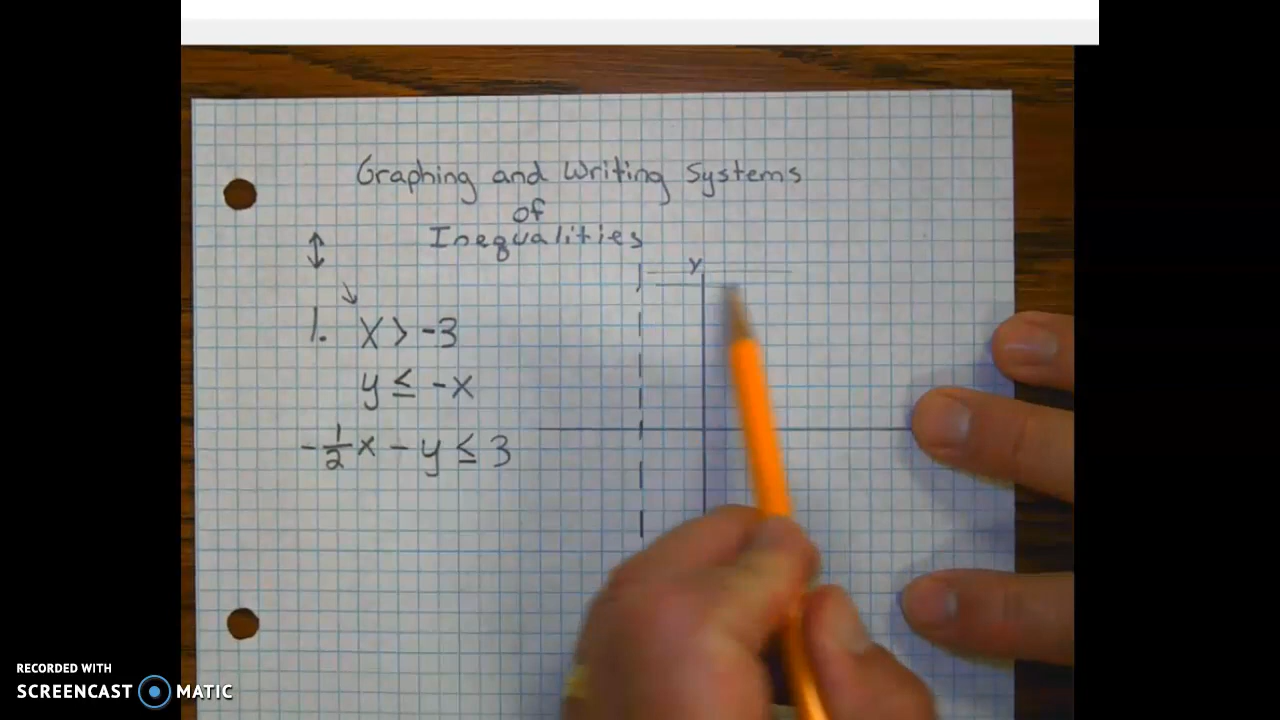 Graphing and Writing Systems
of
Inequalities
y
1. x > -3
y ≤ -x
-1/2x - y ≤ 3
RECORDED WITH
SCREENCAST MATIC